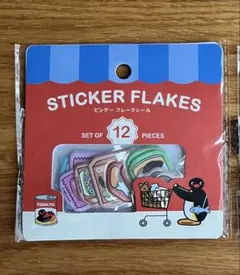 STICKER FLAKES
ピングー フレークシール
SET OF 12 PIECES
TOMATO